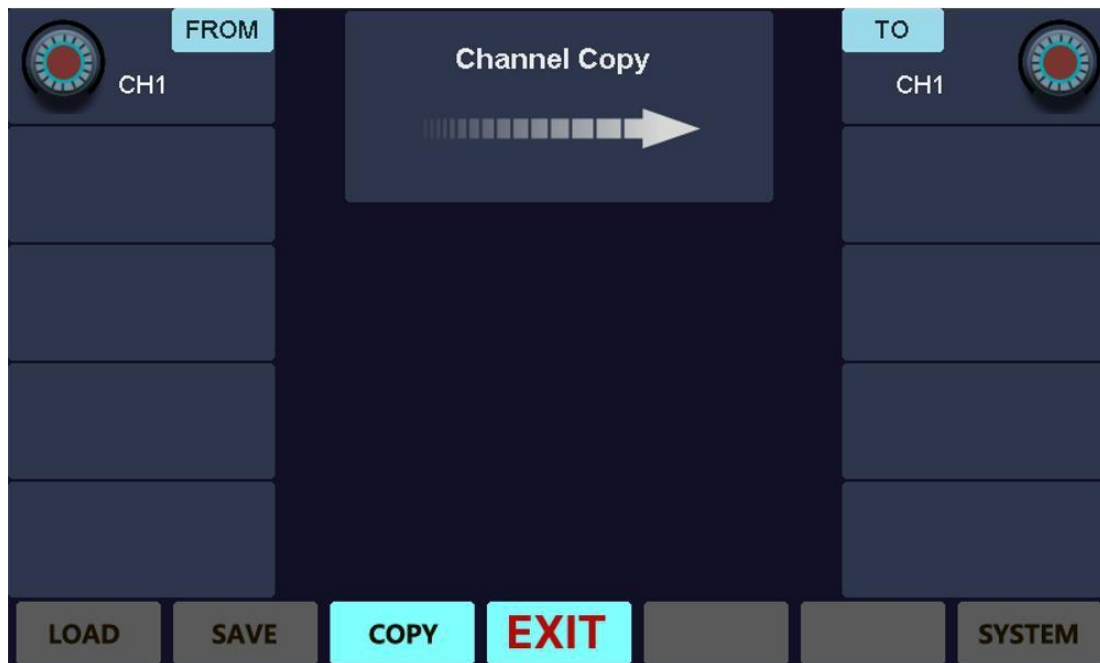 FROM
CH1
Channel Copy
TO
CH1
LOAD SAVE COPY EXIT SYSTEM